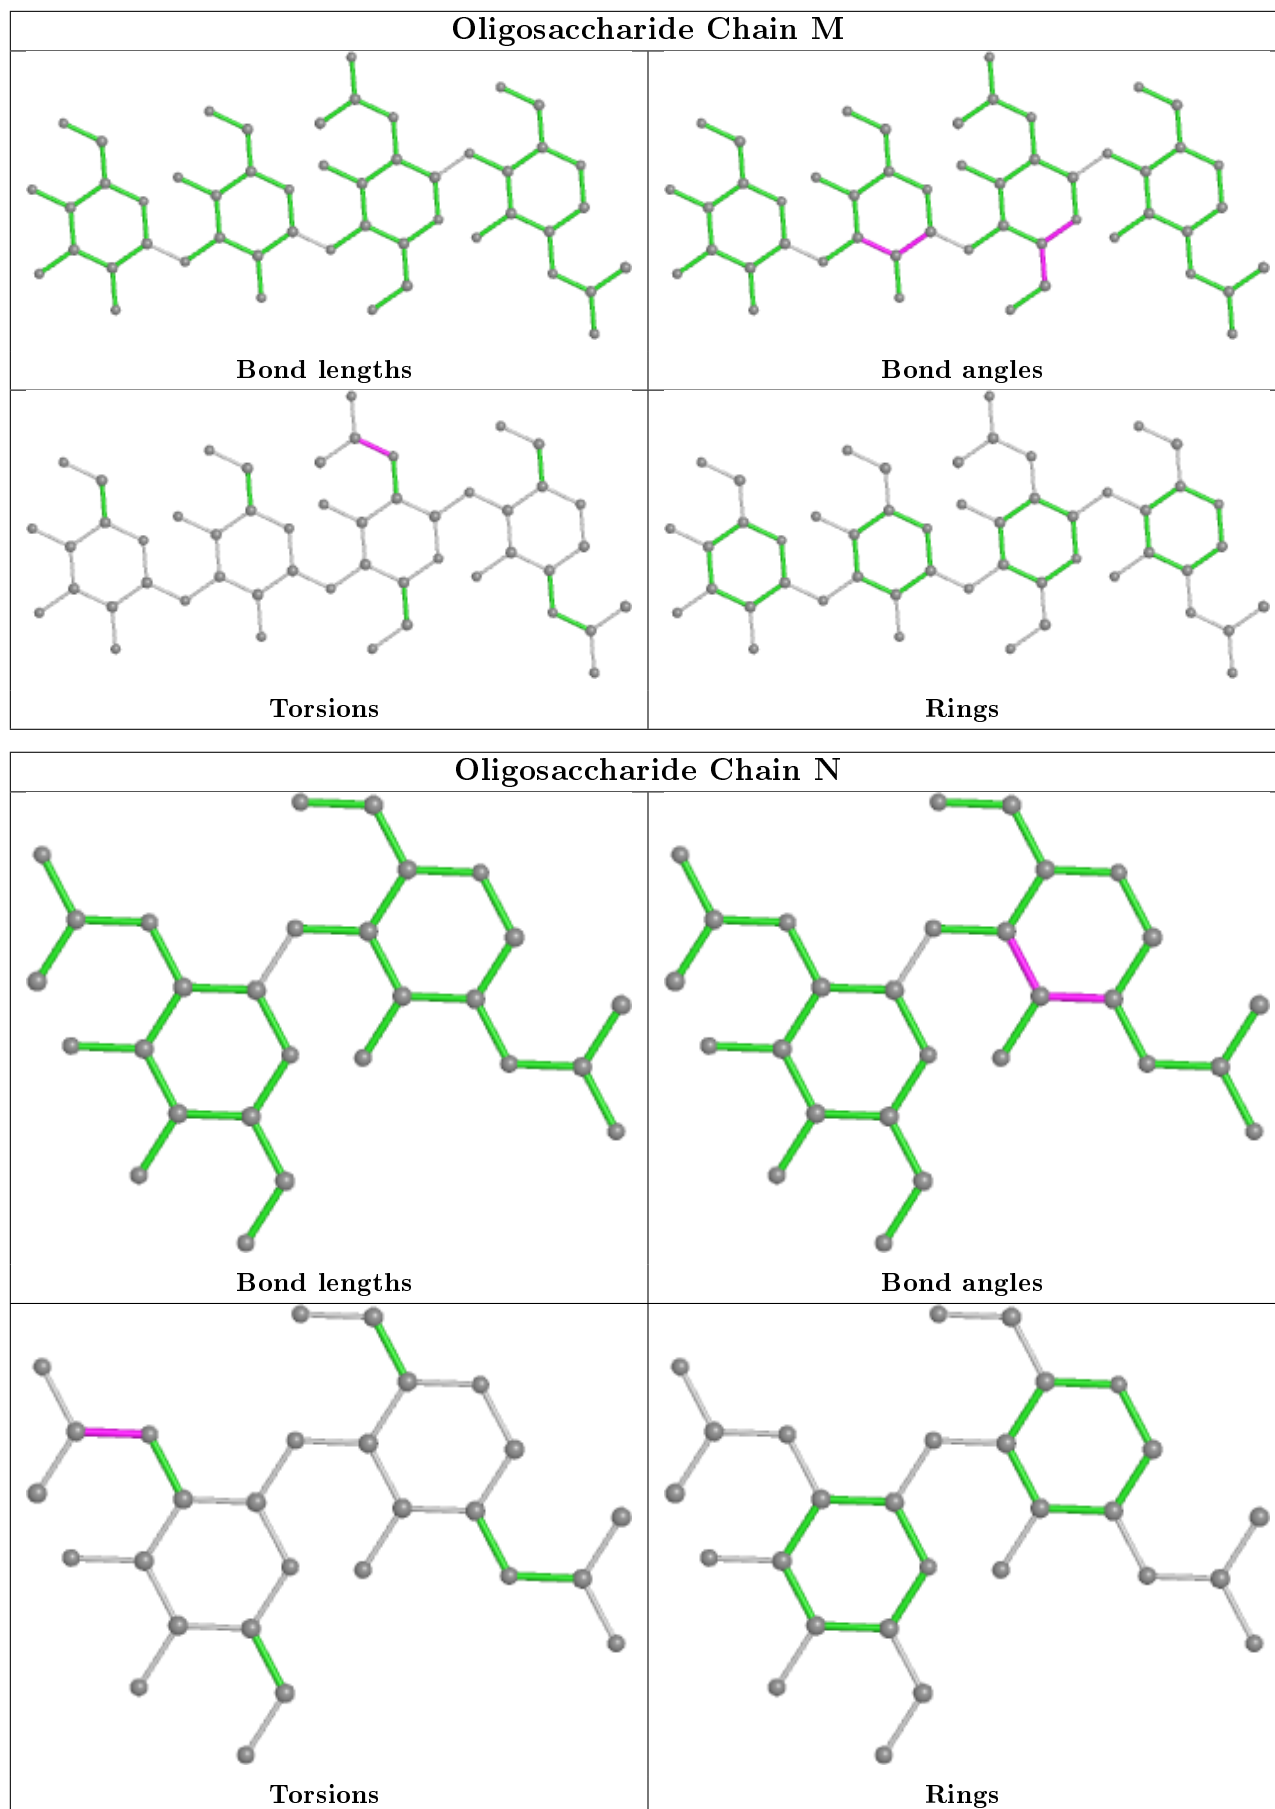 Oligosaccharide Chain M
Bond lengths
Bond angles
Torsions
Rings
Oligosaccharide Chain N
Bond lengths
Bond angles
Torsions
Rings